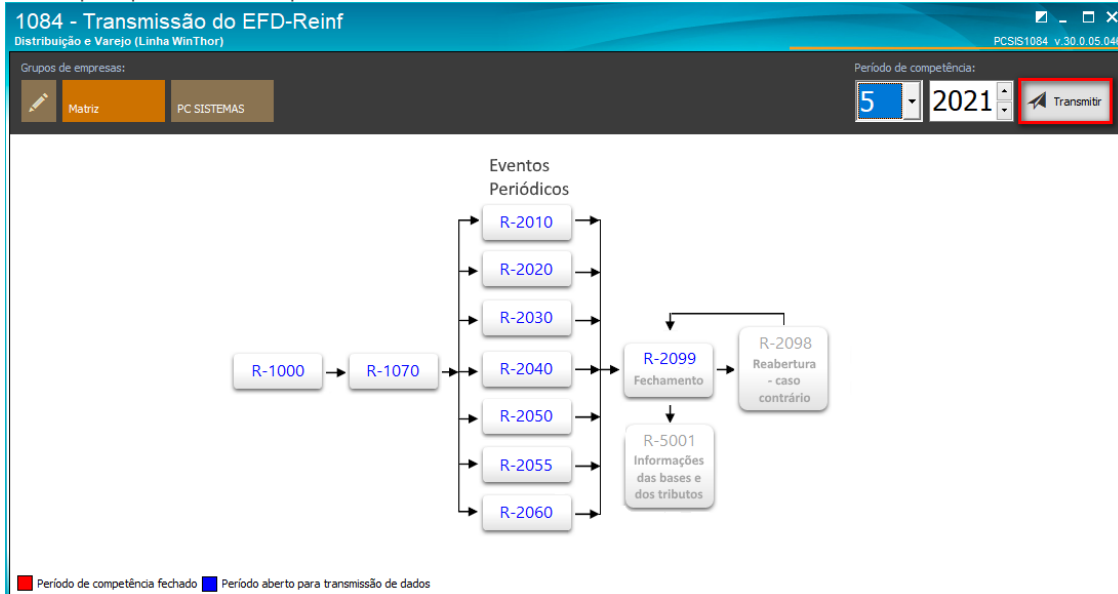 1084 - Transmissão do EFD-Reinf
Distribuição e Varejo (Linha WinThor)
PCSIS1084 v.30.0.05.046
Grupos de empresas:
Período de competência:
Matriz
PC SISTEMAS
5
2021
Transmitir
Eventos
Periódicos
R-2010
R-2020
R-2030
R-1000
R-1070
R-2040
R-2050
R-2055
R-2060
R-2099
Fechamento
R-2098
Reabertura
- caso
contrário
R-5001
Informações
das bases e
dos tributos
Período de competência fechado
Período aberto para transmissão de dados